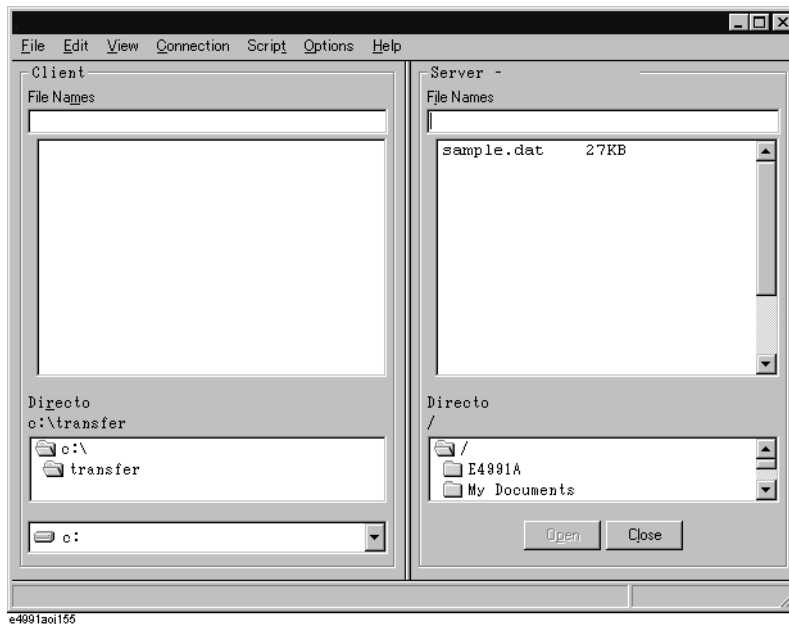 File Edit View Connection Script Options Help
Client
File Names
Directo
c:\transfer
c:\
transfer
c:
Server -
File Names
sample.dat 27KB
Directo
/
/
E4991A
My Documents
Open Close
e4991aoj155